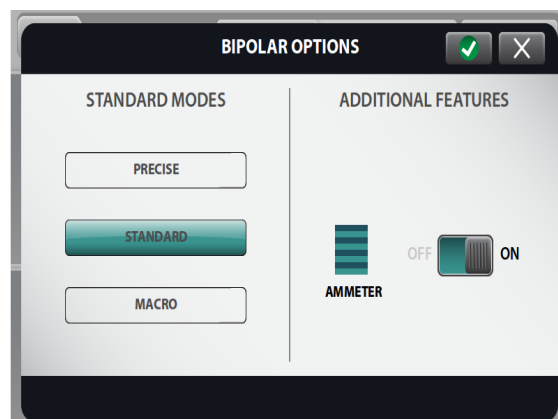 BIPOLAR OPTIONS
STANDARD MODES
PRECISE
STANDARD
MACRO
ADDITIONAL FEATURES
OFF ON
AMMETER